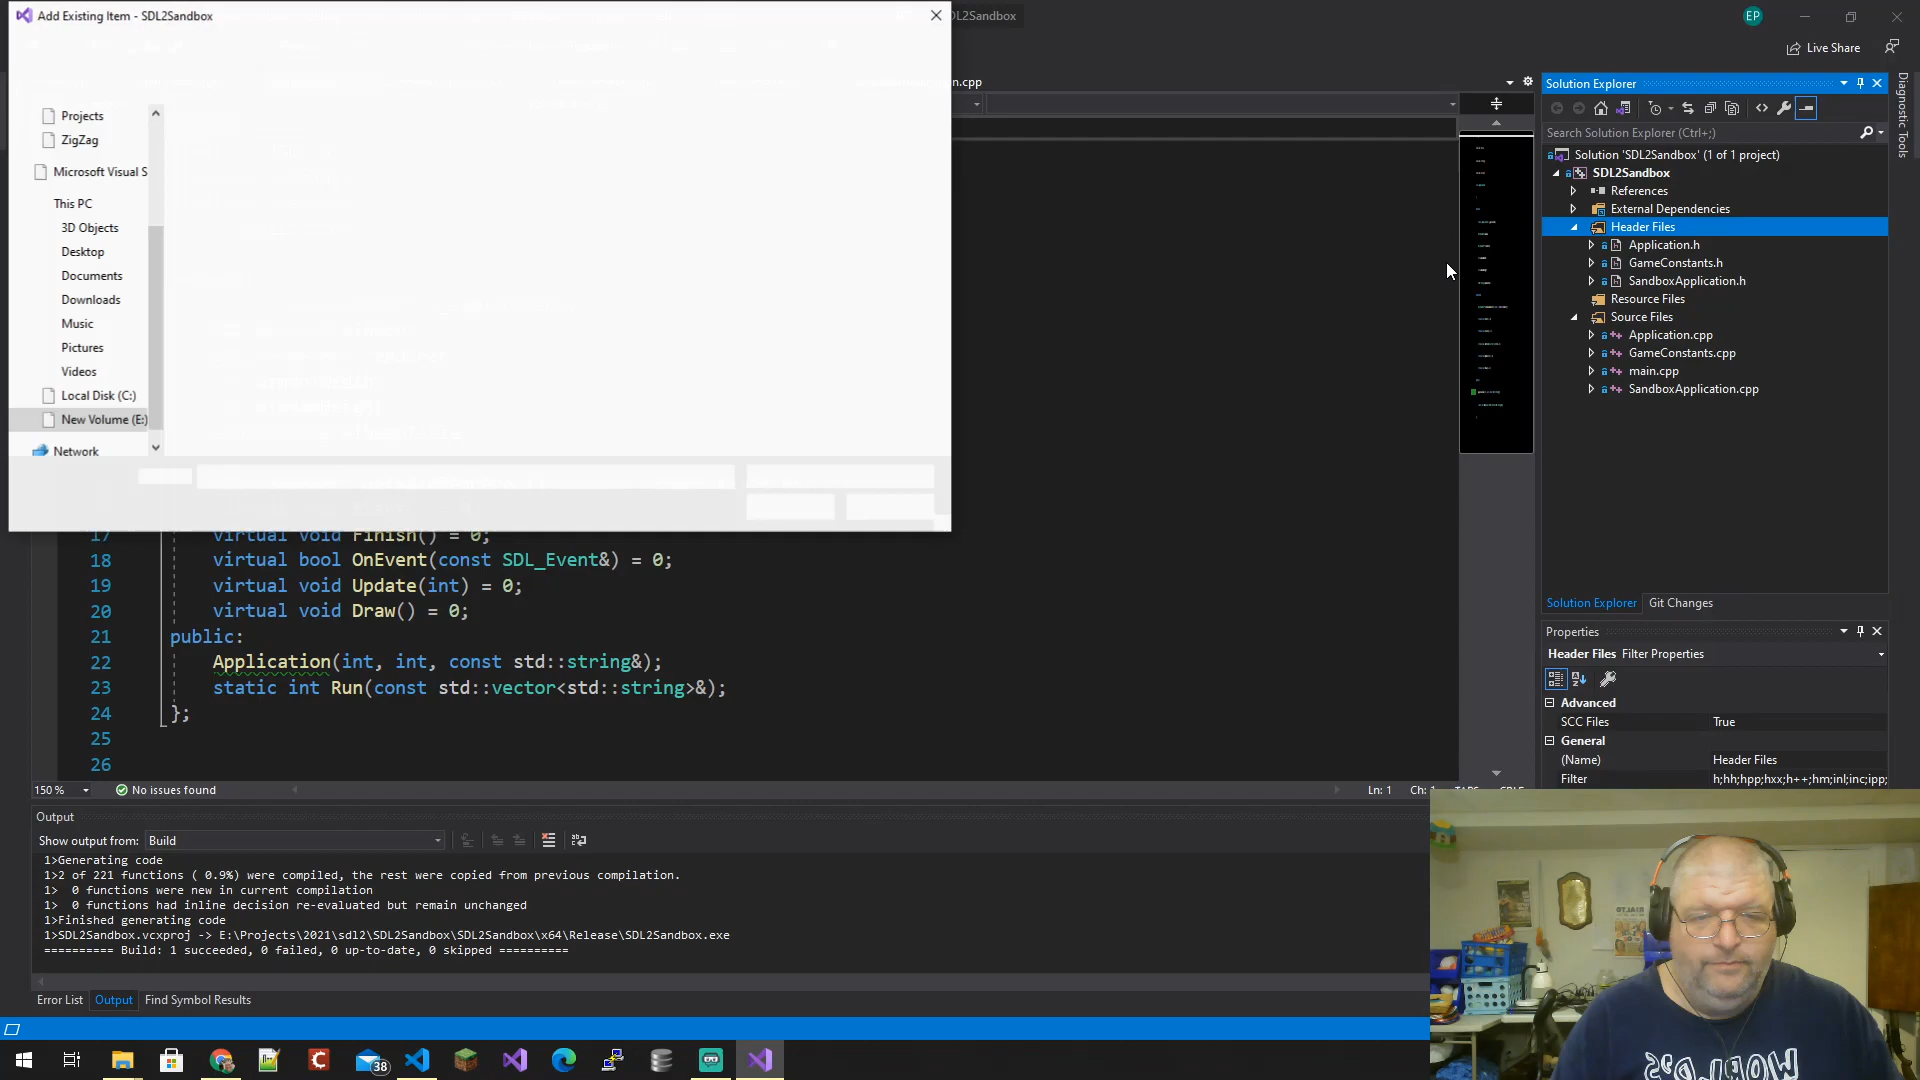 Add Existing Item - SDL2Sandbox
DL2Sandbox
EP
Live Share
Projects
ZigZag
Microsoft Visual S
This PC
3D Objects
Desktop
Documents
Downloads
Music
Pictures
Videos
Local Disk (C:)
New Volume (E:)
Network
n.cpp
17 virtual void Finish() = 0;
18 virtual bool OnEvent(const SDL_Event&) = 0;
19 virtual void Update(int) = 0;
20 virtual void Draw() = 0;
21 public:
22 Application(int, int, const std::string&);
23 static int Run(const std::vector<std::string>&);
24 };
25
26
150 %
No issues found
Ln: 1
Ch: 1
TABS
CRLF
Solution Explorer
Search Solution Explorer (Ctrl+;)
Solution 'SDL2Sandbox' (1 of 1 project)
SDL2Sandbox
References
External Dependencies
Header Files
Application.h
GameConstants.h
SandboxApplication.h
Resource Files
Source Files
Application.cpp
GameConstants.cpp
main.cpp
SandboxApplication.cpp
Solution Explorer
Git Changes
Diagnostic Tools
Properties
Header Files Filter Properties
Advanced
SCC Files True
General
(Name) Header Files
Filter h;hh;hpp;hxx;h++;hm;inl;inc;ipp;
Output
Show output from: Build
1>Generating code
1>2 of 221 functions ( 0.9%) were compiled, the rest were copied from previous compilation.
1> 0 functions were new in current compilation
1> 0 functions had inline decision re-evaluated but remain unchanged
1>Finished generating code
1>SDL2Sandbox.vcxproj -> E:\Projects\2021\sdl2\SDL2Sandbox\SDL2Sandbox\x64\Release\SDL2Sandbox.exe
========== Build: 1 succeeded, 0 failed, 0 up-to-date, 0 skipped ==========
Error List
Output
Find Symbol Results
38